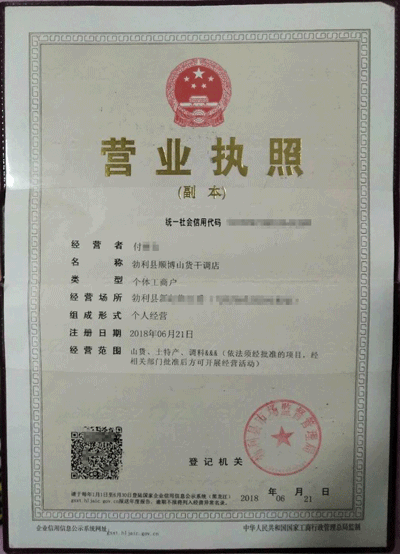 营业执照
(副本)
统一社会信用代码
经营者 付
名称 勃利县顺博山货干调店
类型 个体工商户
经营场所 勃利县
组成形式 个人经营
注册日期 2018年06月21日
经营范围 山货、土特产、调料&&&（依法须经批准的项目，经
相关部门批准后方可开展经营活动）
登记机关
年 月 日
2018 06 21
企业信用信息公示系统网址：
gsxt.hljaic.gov.cn
中华人民共和国国家工商行政管理总局监制